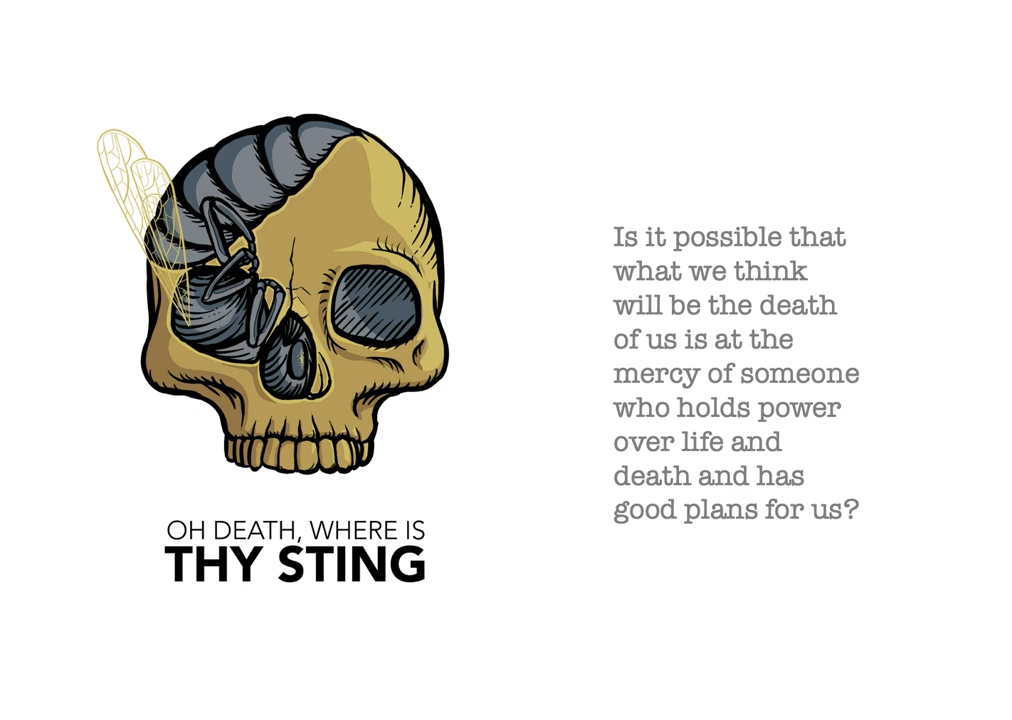 OH DEATH, WHERE IS
THY STING
Is it possible that
what we think
will be the death
of us is at the
mercy of someone
who holds power
over life and
death and has
good plans for us?